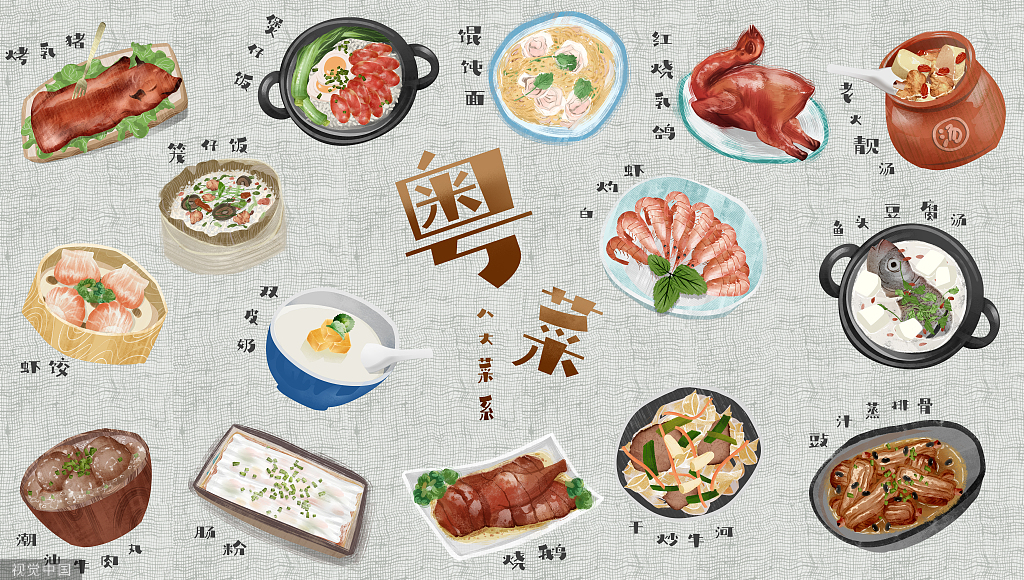 烤乳猪
煲仔饭
馄饨面
红烧乳鸽
老火靓汤
汤
笼仔饭
粤菜
八大菜系
白灼虾
鱼头豆腐汤
虾饺
双皮奶
潮汕牛肉丸
肠粉
烧鹅
干炒牛河
豉汁蒸排骨
视觉中国